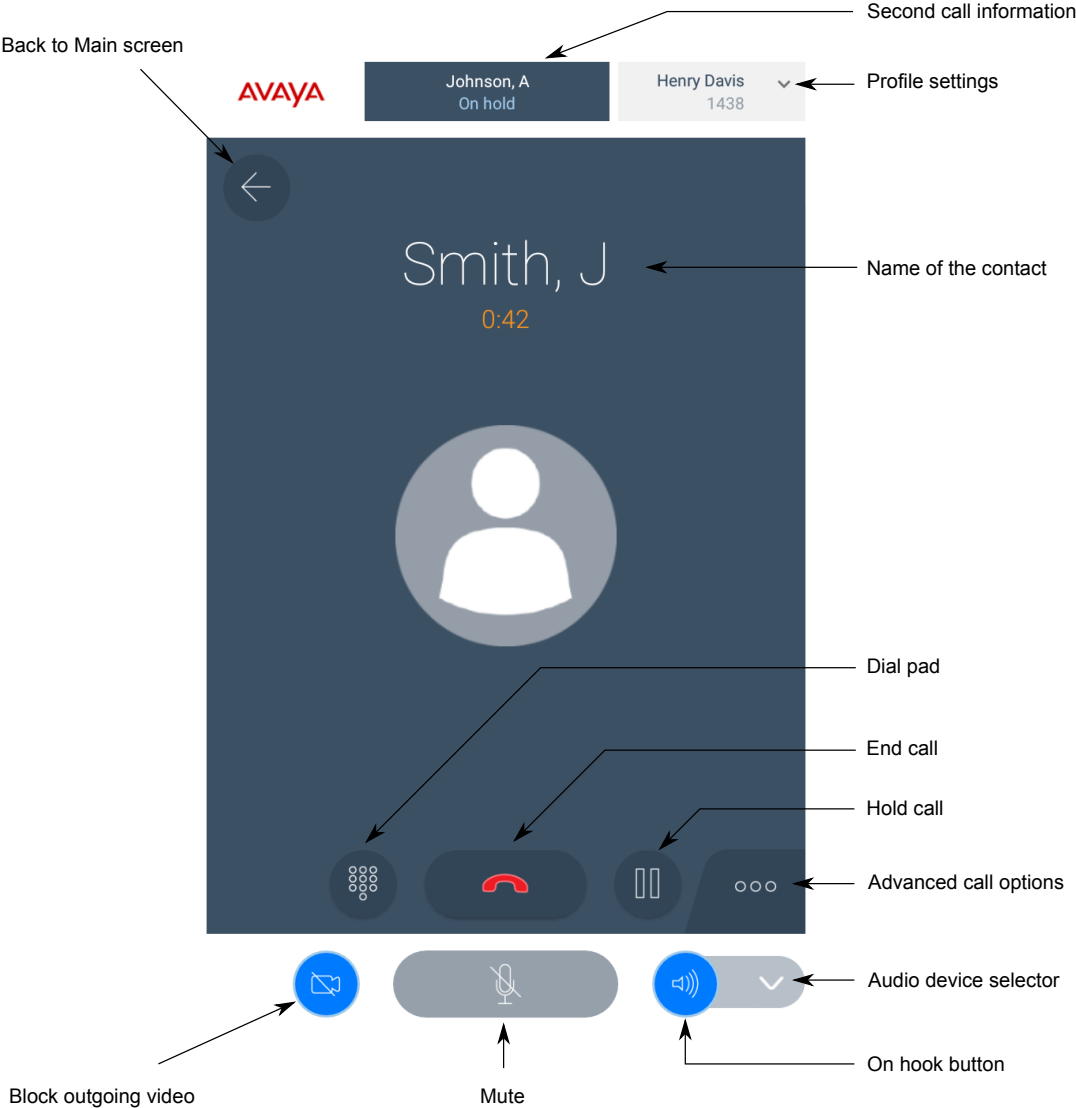 Second call information
Back to Main screen
AVAYA
Johnson, A
On hold
Henry Davis
1438
Profile settings
Smith, J
Name of the contact
0:42
Dial pad
End call
Hold call
Advanced call options
Audio device selector
On hook button
Block outgoing video
Mute